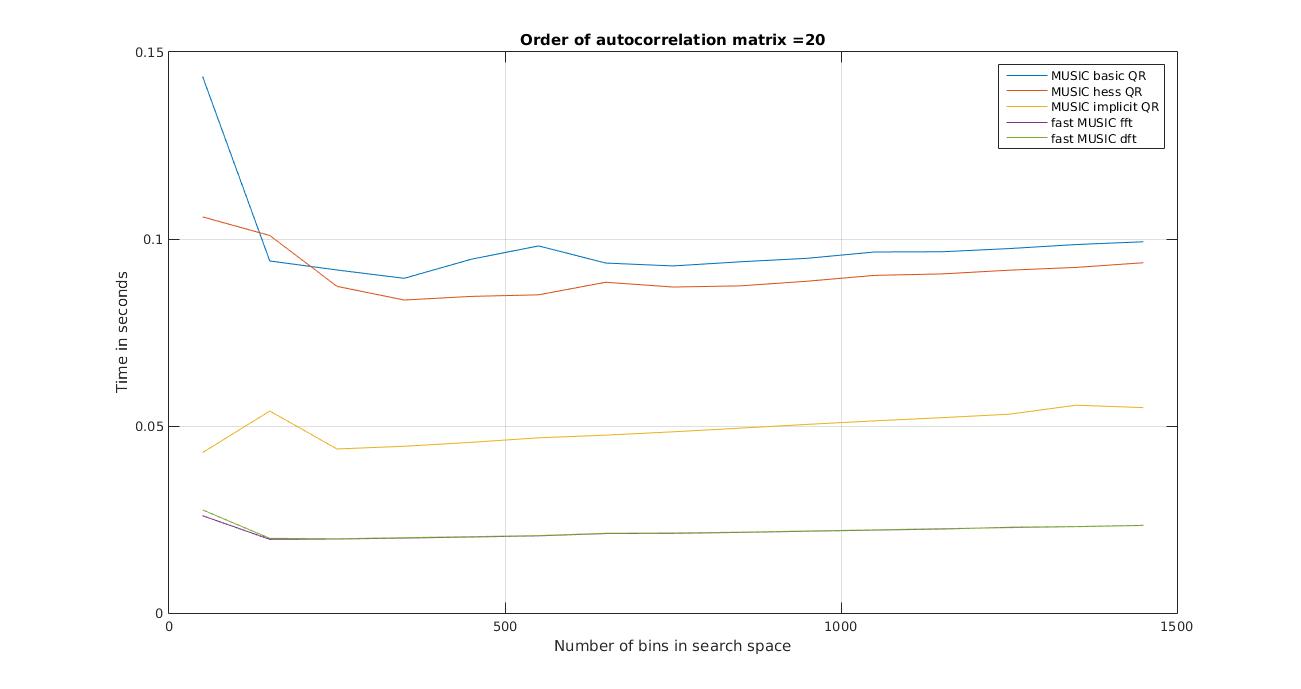 Order of autocorrelation matrix =20
0.15
MUSIC basic QR
MUSIC hess QR
MUSIC implicit QR
fast MUSIC fft
fast MUSIC dft
0.1
Time in seconds
0.05
0
0 500 1000 1500
Number of bins in search space